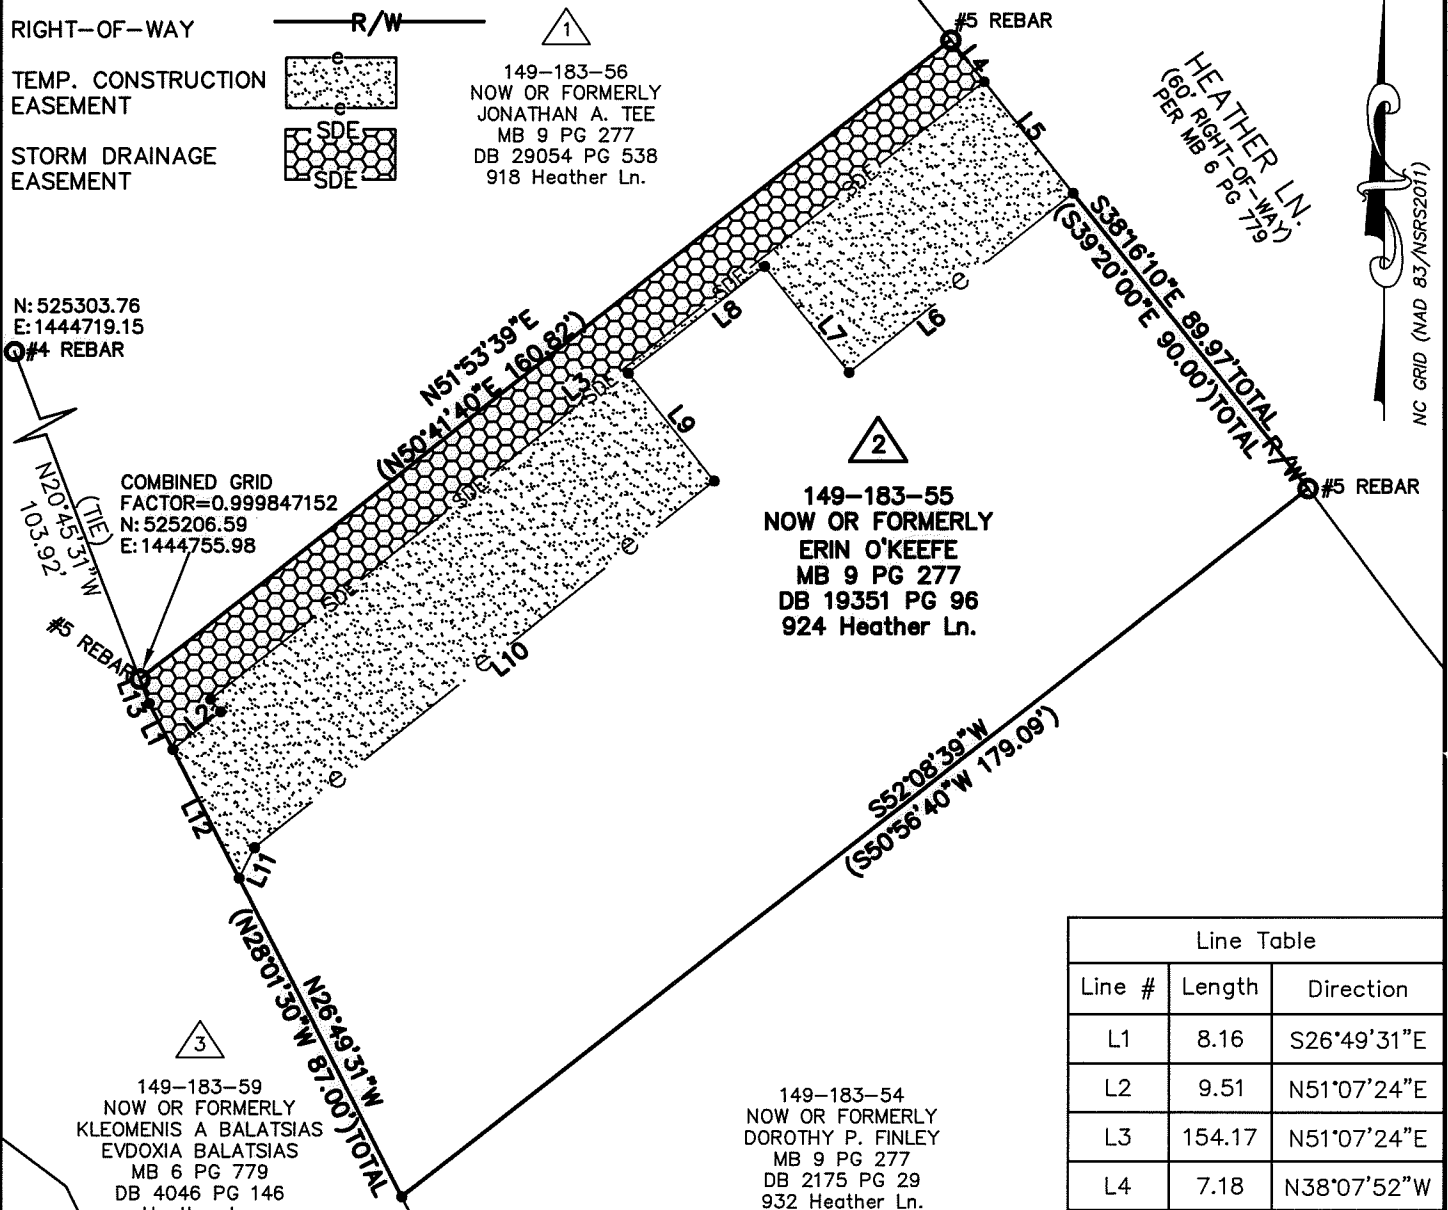 RIGHT-OF-WAY
R/W
TEMP. CONSTRUCTION
EASEMENT
e
e
STORM DRAINAGE
EASEMENT
SDE
SDE
1
149-183-56
NOW OR FORMERLY
JONATHAN A. TEE
MB 9 PG 277
DB 29054 PG 538
918 Heather Ln.
#5 REBAR
L4
L5
HEATHER LN.
(60' RIGHT-OF-WAY)
PER MB 6 PG 779
NC GRID (NAD 83/NSRS2011)
S38°16'10"E 89.97'TOTAL
(S39°20'00"E 90.00')TOTAL
R/W
#5 REBAR
N: 525303.76
E: 1444719.15
#4 REBAR
N51°53'39"E
(N50°41'40"E 160.82')
SDE
SDE
L8
L7
L6
e
L3
SDE
L9
(TIE)
N20°45'31"W
103.92'
COMBINED GRID
FACTOR=0.999847152
N: 525206.59
E: 1444755.98
SDE
SDE
2
149-183-55
NOW OR FORMERLY
ERIN O'KEEFE
MB 9 PG 277
DB 19351 PG 96
924 Heather Ln.
#5 REBAR
L13
L1
L2
e
e
L10
e
L12
L11
S52°08'39"W
(S50°56'40"W 179.09')
N26°49'31"W
(N28°01'30"W 87.00')TOTAL
3
149-183-59
NOW OR FORMERLY
KLEOMENIS A BALATSIAS
EVDOXIA BALATSIAS
MB 6 PG 779
DB 4046 PG 146
149-183-54
NOW OR FORMERLY
DOROTHY P. FINLEY
MB 9 PG 277
DB 2175 PG 29
932 Heather Ln.
Line Table
Line # Length Direction
L1 8.16 S26°49'31"E
L2 9.51 N51°07'24"E
L3 154.17 N51°07'24"E
L4 7.18 N38°07'52"W